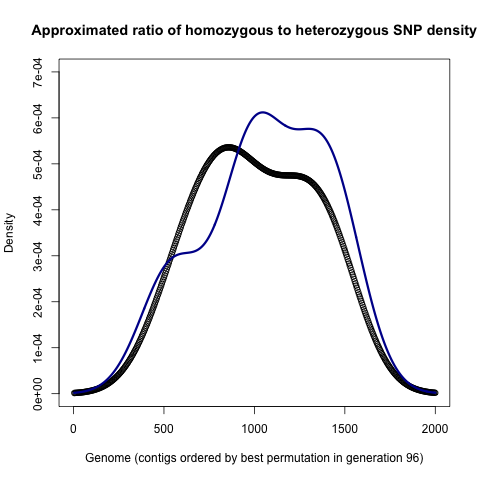 Approximated ratio of homozygous to heterozygous SNP density
7e-04
6e-04
5e-04
4e-04
3e-04
2e-04
1e-04
0e+00
Density
0 500 1000 1500 2000
Genome (contigs ordered by best permutation in generation 96)